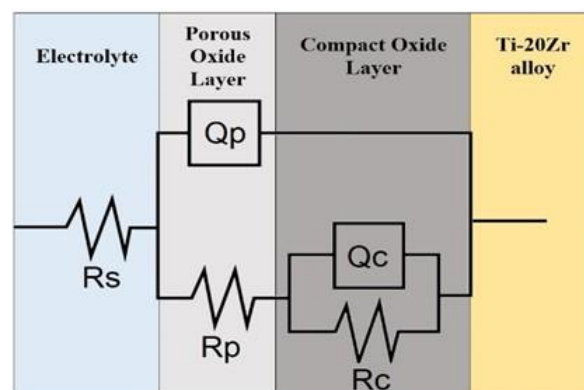 Electrolyte
Porous
Oxide
Layer
Compact Oxide
Layer
Ti-20Zr
alloy
Qp
Rs
Qc
Rp
Rc